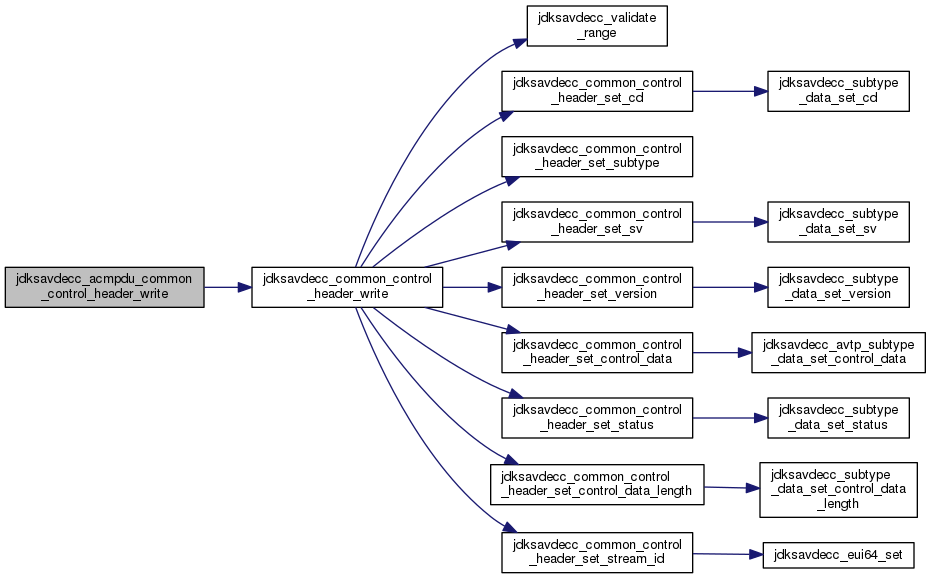 jdksavdecc_acmpdu_common
_control_header_write
jdksavdecc_common_control
_header_write
jdksavdecc_validate
_range
jdksavdecc_common_control
_header_set_cd
jdksavdecc_subtype
_data_set_cd
jdksavdecc_common_control
_header_set_subtype
jdksavdecc_common_control
_header_set_sv
jdksavdecc_subtype
_data_set_sv
jdksavdecc_common_control
_header_set_version
jdksavdecc_subtype
_data_set_version
jdksavdecc_common_control
_header_set_control_data
jdksavdecc_avtp_subtype
_data_set_control_data
jdksavdecc_common_control
_header_set_status
jdksavdecc_subtype
_data_set_status
jdksavdecc_common_control
_header_set_control_data_length
jdksavdecc_subtype
_data_set_control_data
_length
jdksavdecc_common_control
_header_set_stream_id
jdksavdecc_eui64_set